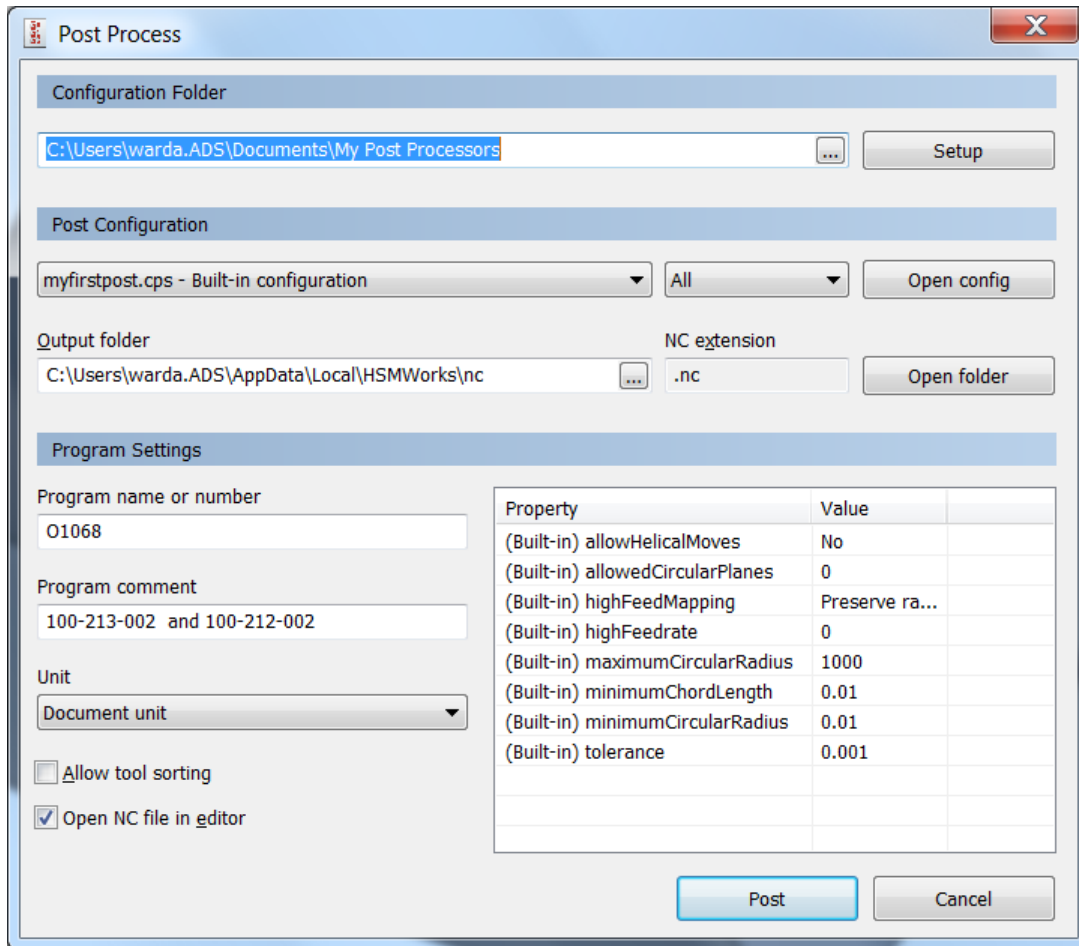 Post Process
X
Configuration Folder
C:\Users\warda.ADS\Documents\My Post Processors
...
Setup
Post Configuration
myfirstpost.cps - Built-in configuration
All
Open config
Output folder
NC extension
C:\Users\warda.ADS\AppData\Local\HSMWorks\nc
...
.nc
Open folder
Program Settings
Program name or number
O1068
Program comment
100-213-002  and 100-212-002
Unit
Document unit
Allow tool sorting
Open NC file in editor
Property Value
(Built-in) allowHelicalMoves No
(Built-in) allowedCircularPlanes 0
(Built-in) highFeedMapping Preserve ra...
(Built-in) highFeedrate 0
(Built-in) maximumCircularRadius 1000
(Built-in) minimumChordLength 0.01
(Built-in) minimumCircularRadius 0.01
(Built-in) tolerance 0.001
Post
Cancel